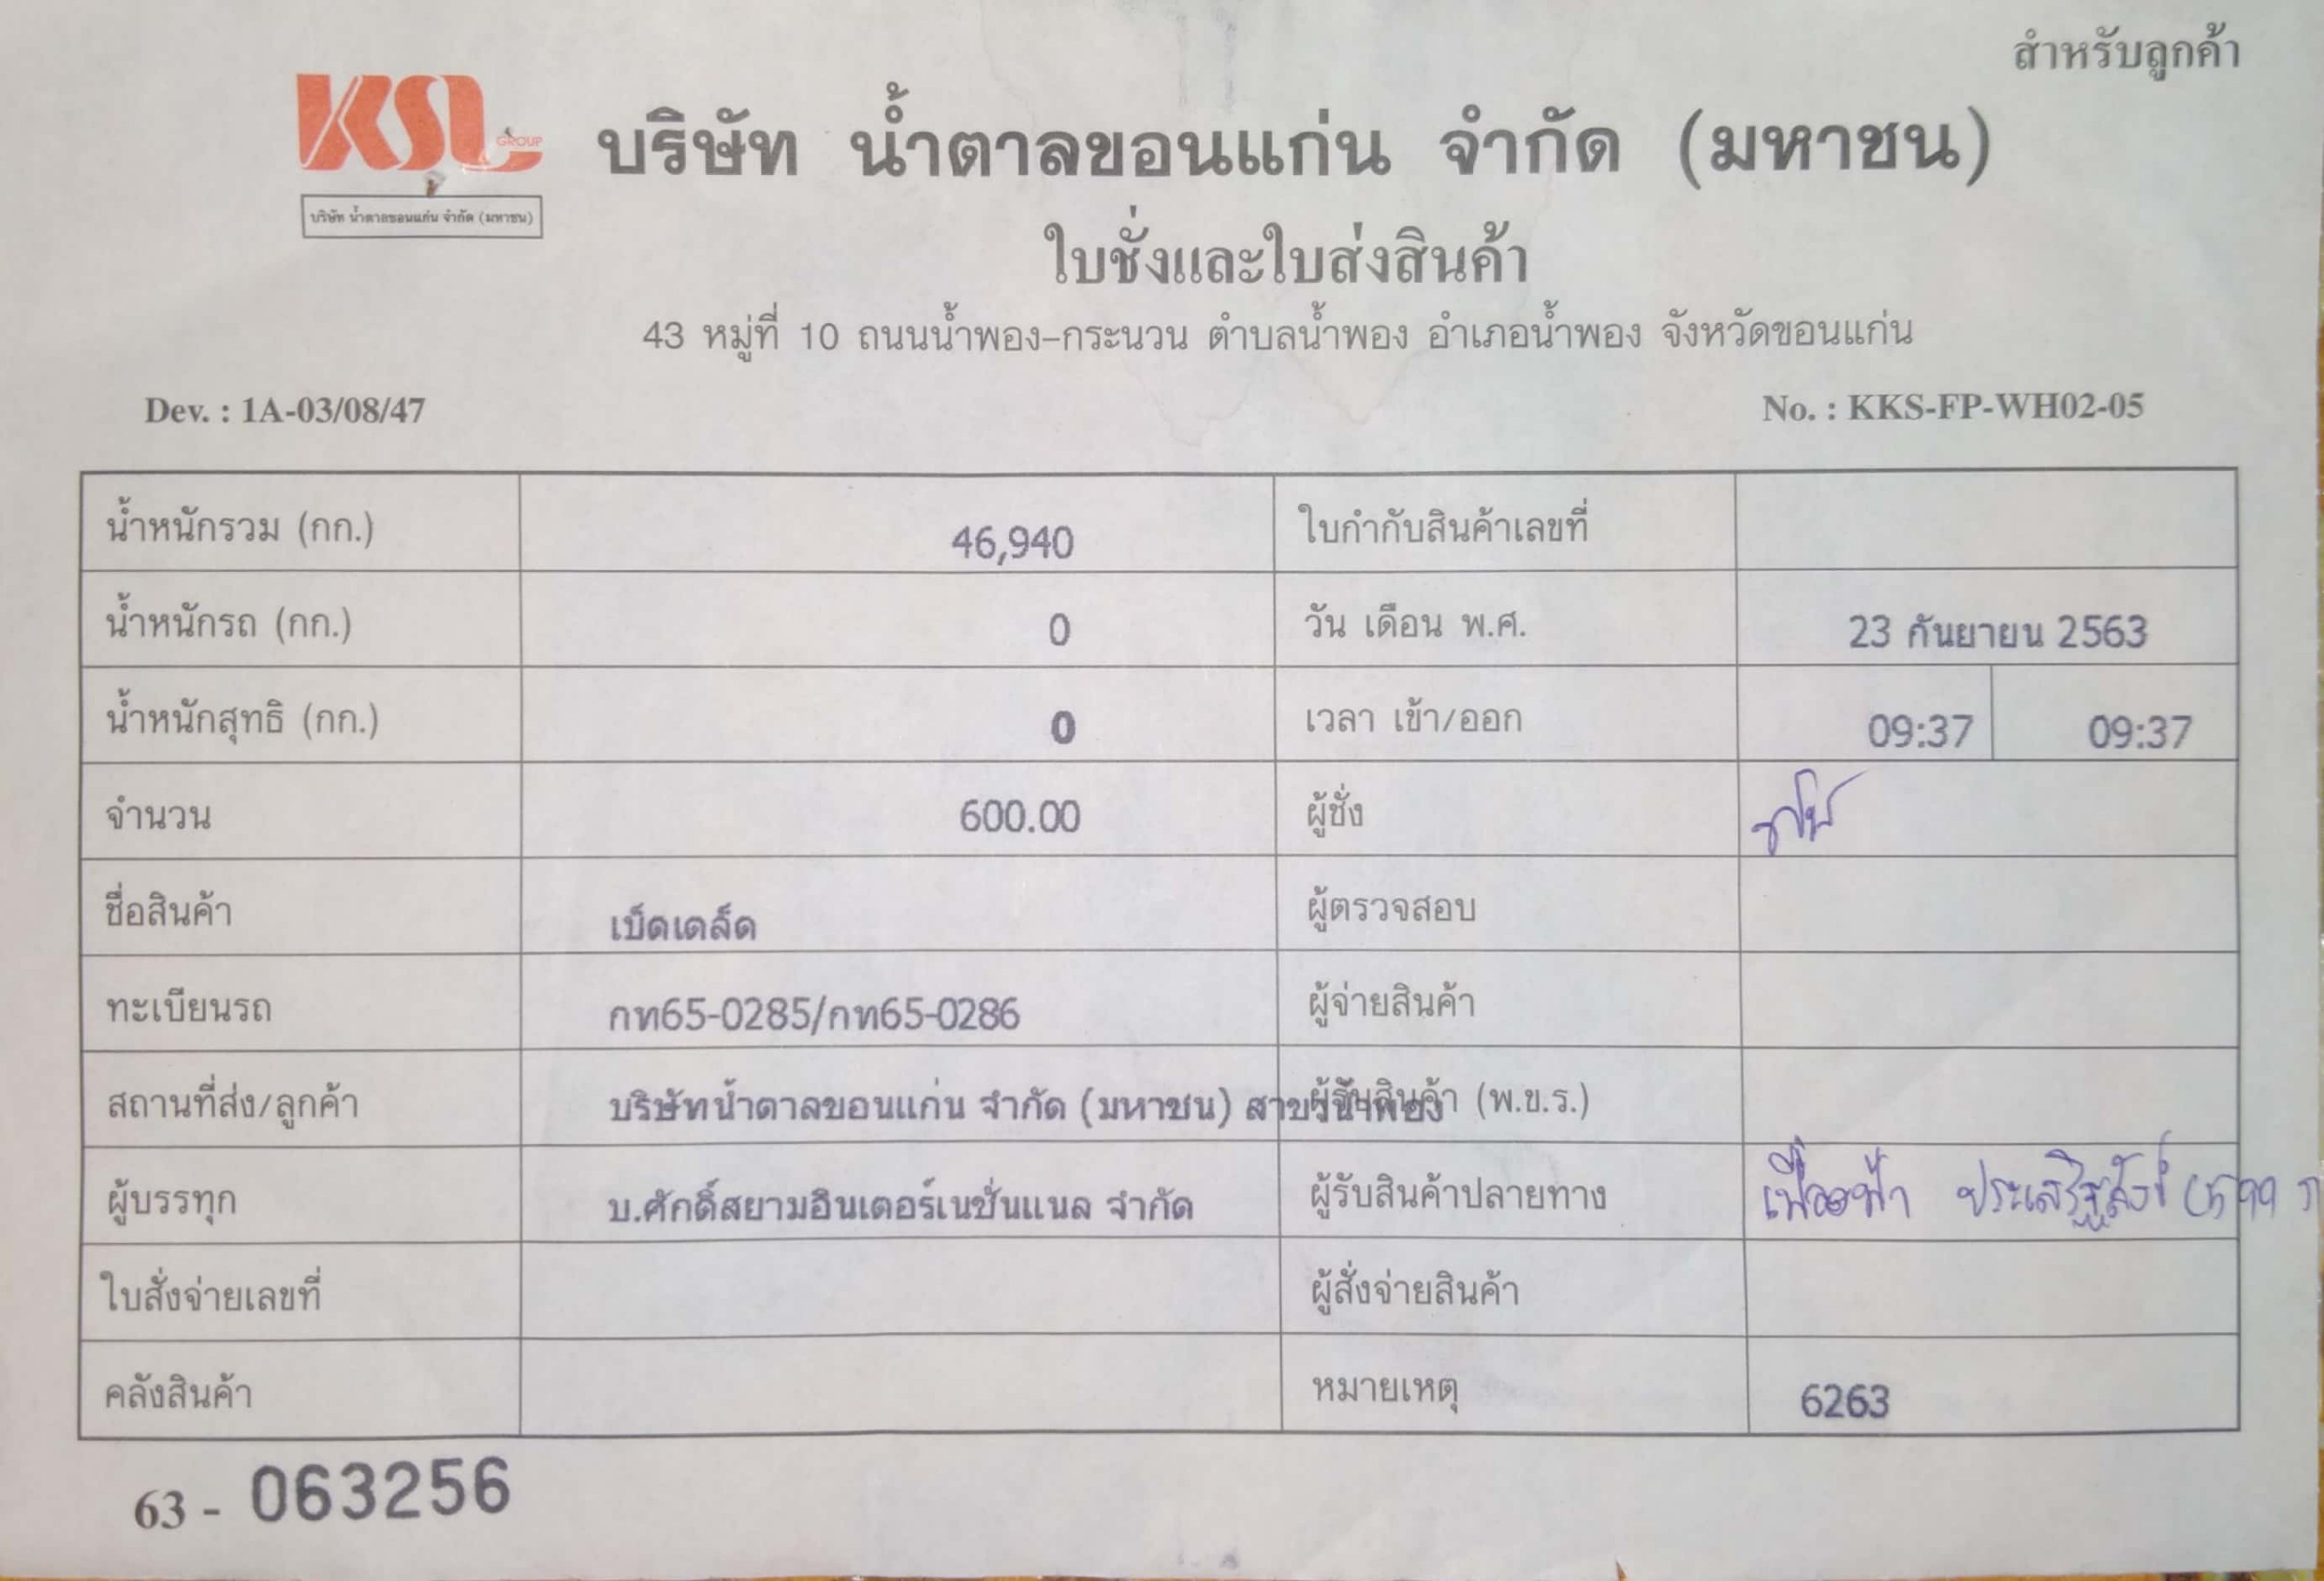 สำหรับลูกค้า
KSL GROUP
บริษัท น้ำตาลขอนแก่น จำกัด (มหาชน)
บริษัท น้ำตาลขอนแก่น จำกัด (มหาชน)
ใบชั่งและใบส่งสินค้า
43 หมู่ที่ 10 ถนนน้ำพอง-กระนวน ตำบลน้ำพอง อำเภอน้ำพอง จังหวัดขอนแก่น
Dev. : 1A-03/08/47 No. : KKS-FP-WH02-05
น้ำหนักรวม (กก.) 46,940 ใบกำกับสินค้าเลขที่
น้ำหนักรถ (กก.) 0 วัน เดือน พ.ศ. 23 กันยายน 2563
น้ำหนักสุทธิ (กก.) 0 เวลา เข้า/ออก 09:37 09:37
จำนวน 600.00 ผู้ชั่ง
ชื่อสินค้า เบ็ดเตล็ด ผู้ตรวจสอบ
ทะเบียนรถ กท65-0285/กท65-0286 ผู้จ่ายสินค้า
สถานที่ส่ง/ลูกค้า บริษัทน้ำตาลขอนแก่น จำกัด (มหาชน) สาขาน้ำพอง ผู้รับสินค้า (พ.ข.ร.)
ผู้บรรทุก บ.ศักดิ์สยามอินเตอร์เนชั่นแนล จำกัด ผู้รับสินค้าปลายทาง
ใบสั่งจ่ายเลขที่ ผู้สั่งจ่ายสินค้า
คลังสินค้า หมายเหตุ 6263
63 - 063256